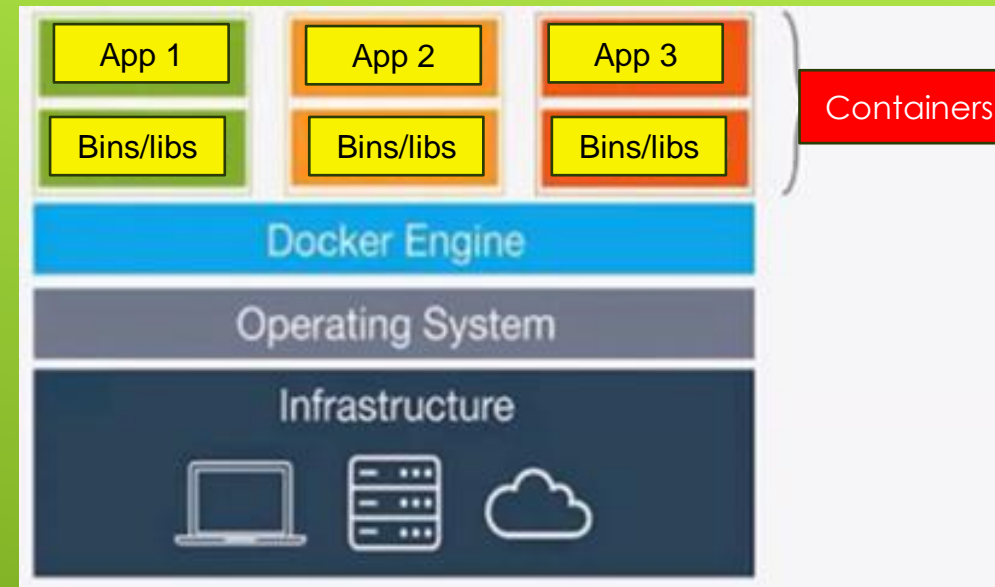 App 1
App 2
App 3
Containers
Bins/libs
Bins/libs
Bins/libs
Docker Engine
Operating System
Infrastructure